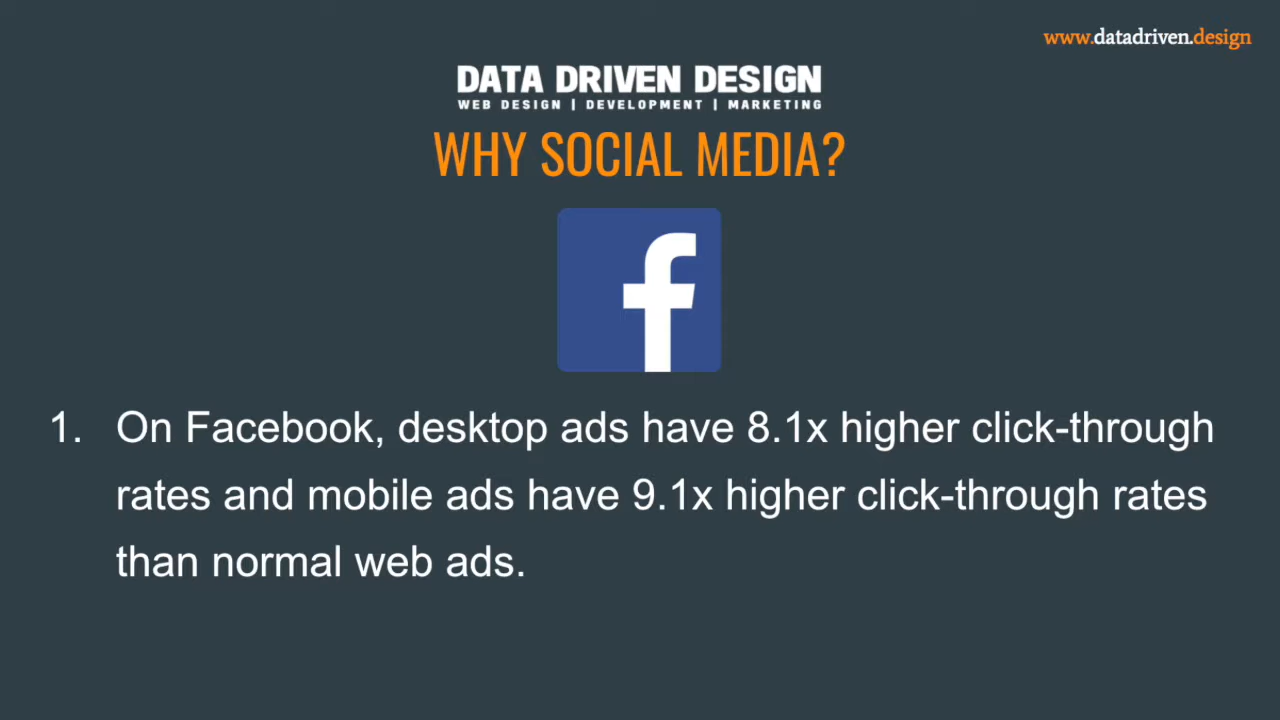 www.datadriven.design
DATA DRIVEN DESIGN
WEB DESIGN | DEVELOPMENT | MARKETING
WHY SOCIAL MEDIA?
f
1. On Facebook, desktop ads have 8.1x higher click-through
rates and mobile ads have 9.1x higher click-through rates
than normal web ads.